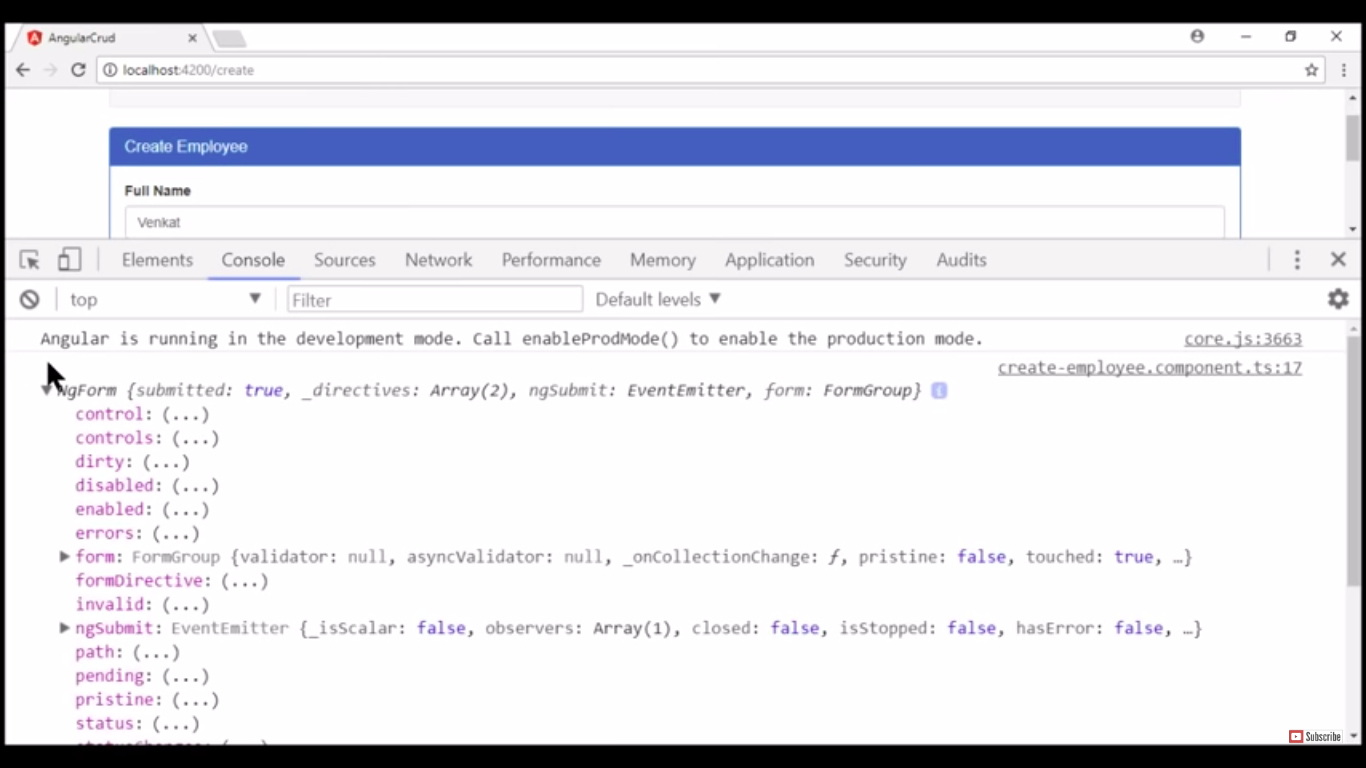 AngularCrud
localhost:4200/create
Create Employee
Full Name
Venkat
Elements Console Sources Network Performance Memory Application Security Audits
top Filter Default levels
Angular is running in the development mode. Call enableProdMode() to enable the production mode. core.js:3663
create-employee.component.ts:17
NgForm {submitted: true, _directives: Array(2), ngSubmit: EventEmitter, form: FormGroup}
control: (...)
controls: (...)
dirty: (...)
disabled: (...)
enabled: (...)
errors: (...)
form: FormGroup {validator: null, asyncValidator: null, _onCollectionChange: ƒ, pristine: false, touched: true, …}
formDirective: (...)
invalid: (...)
ngSubmit: EventEmitter {_isScalar: false, observers: Array(1), closed: false, isStopped: false, hasError: false, …}
path: (...)
pending: (...)
pristine: (...)
status: (...)
Subscribe